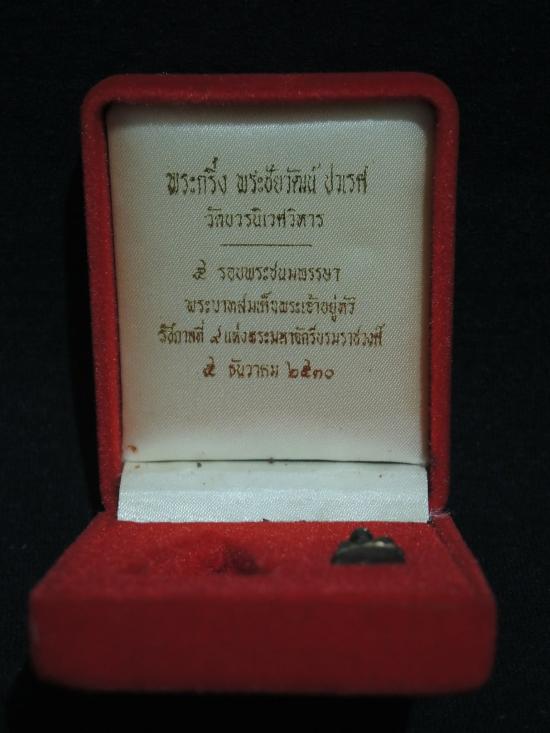 พระกริ่ง พระชัยวัฒน์ ปวเรศ
วัดบวรนิเวศวิหาร
๕ รอบพระชนมพรรษา
พระบาทสมเด็จพระเจ้าอยู่หัว
รัชกาลที่ ๙ แห่งพระมหาจักรีบรมราชวงศ์
๕ ธันวาคม ๒๕๓๐